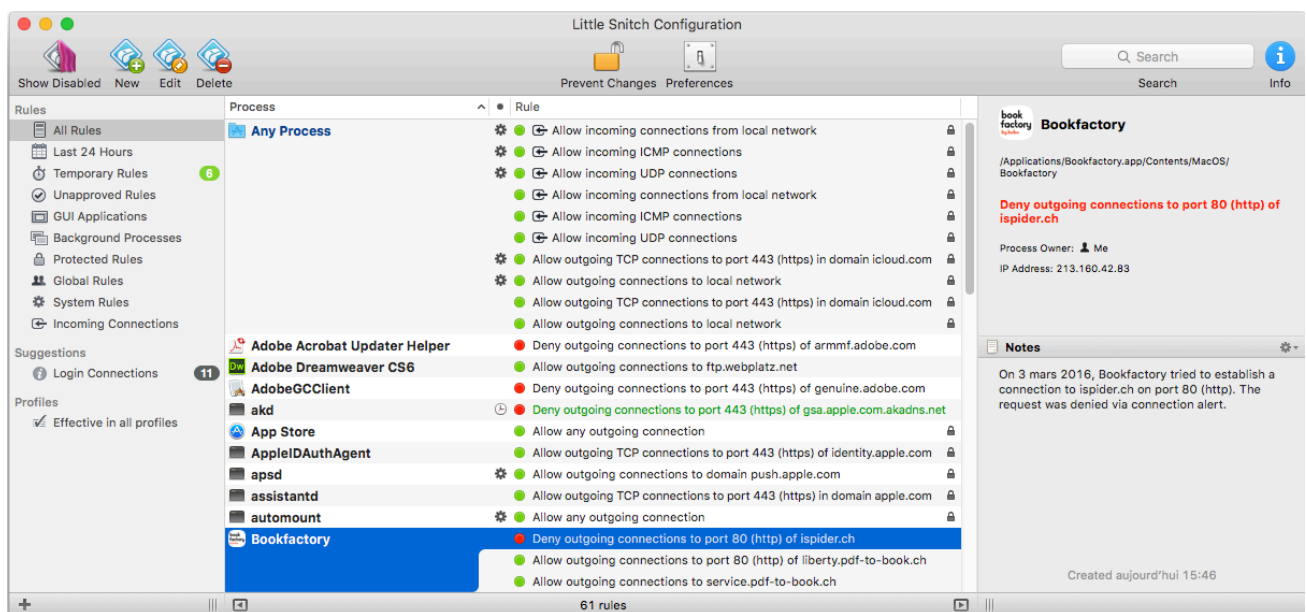 Little Snitch Configuration
Show Disabled New Edit Delete Prevent Changes Preferences Search Search Info
Rules
All Rules
Last 24 Hours
Temporary Rules 6
Unapproved Rules
GUI Applications
Background Processes
Protected Rules
Global Rules
System Rules
Incoming Connections
Suggestions
Login Connections 11
Profiles
Effective in all profiles
Process Rule
Any Process Allow incoming connections from local network
Allow incoming ICMP connections
Allow incoming UDP connections
Allow incoming connections from local network
Allow incoming ICMP connections
Allow incoming UDP connections
Allow outgoing TCP connections to port 443 (https) in domain icloud.com
Allow outgoing connections to local network
Allow outgoing TCP connections to port 443 (https) in domain icloud.com
Allow outgoing connections to local network
Adobe Acrobat Updater Helper Deny outgoing connections to port 443 (https) of armmf.adobe.com
Adobe Dreamweaver CS6 Allow outgoing connections to ftp.webplatz.net
AdobeGCClient Deny outgoing connections to port 443 (https) of genuine.adobe.com
akd Deny outgoing connections to port 443 (https) of gsa.apple.com.akadns.net
App Store Allow any outgoing connection
AppleIDAuthAgent Allow outgoing TCP connections to port 443 (https) of identity.apple.com
apsd Allow outgoing connections to domain push.apple.com
assistantd Allow outgoing TCP connections to port 443 (https) in domain apple.com
automount Allow any outgoing connection
Bookfactory Deny outgoing connections to port 80 (http) of ispider.ch
Allow outgoing connections to port 80 (http) of liberty.pdf-to-book.ch
Allow outgoing connections to service.pdf-to-book.ch
61 rules
book
factory
Bookfactory
/Applications/Bookfactory.app/Contents/MacOS/
Bookfactory
Deny outgoing connections to port 80 (http) of
ispider.ch
Process Owner: Me
IP Address: 213.160.42.83
Notes
On 3 mars 2016, Bookfactory tried to establish a
connection to ispider.ch on port 80 (http). The
request was denied via connection alert.
Created aujourd'hui 15:46